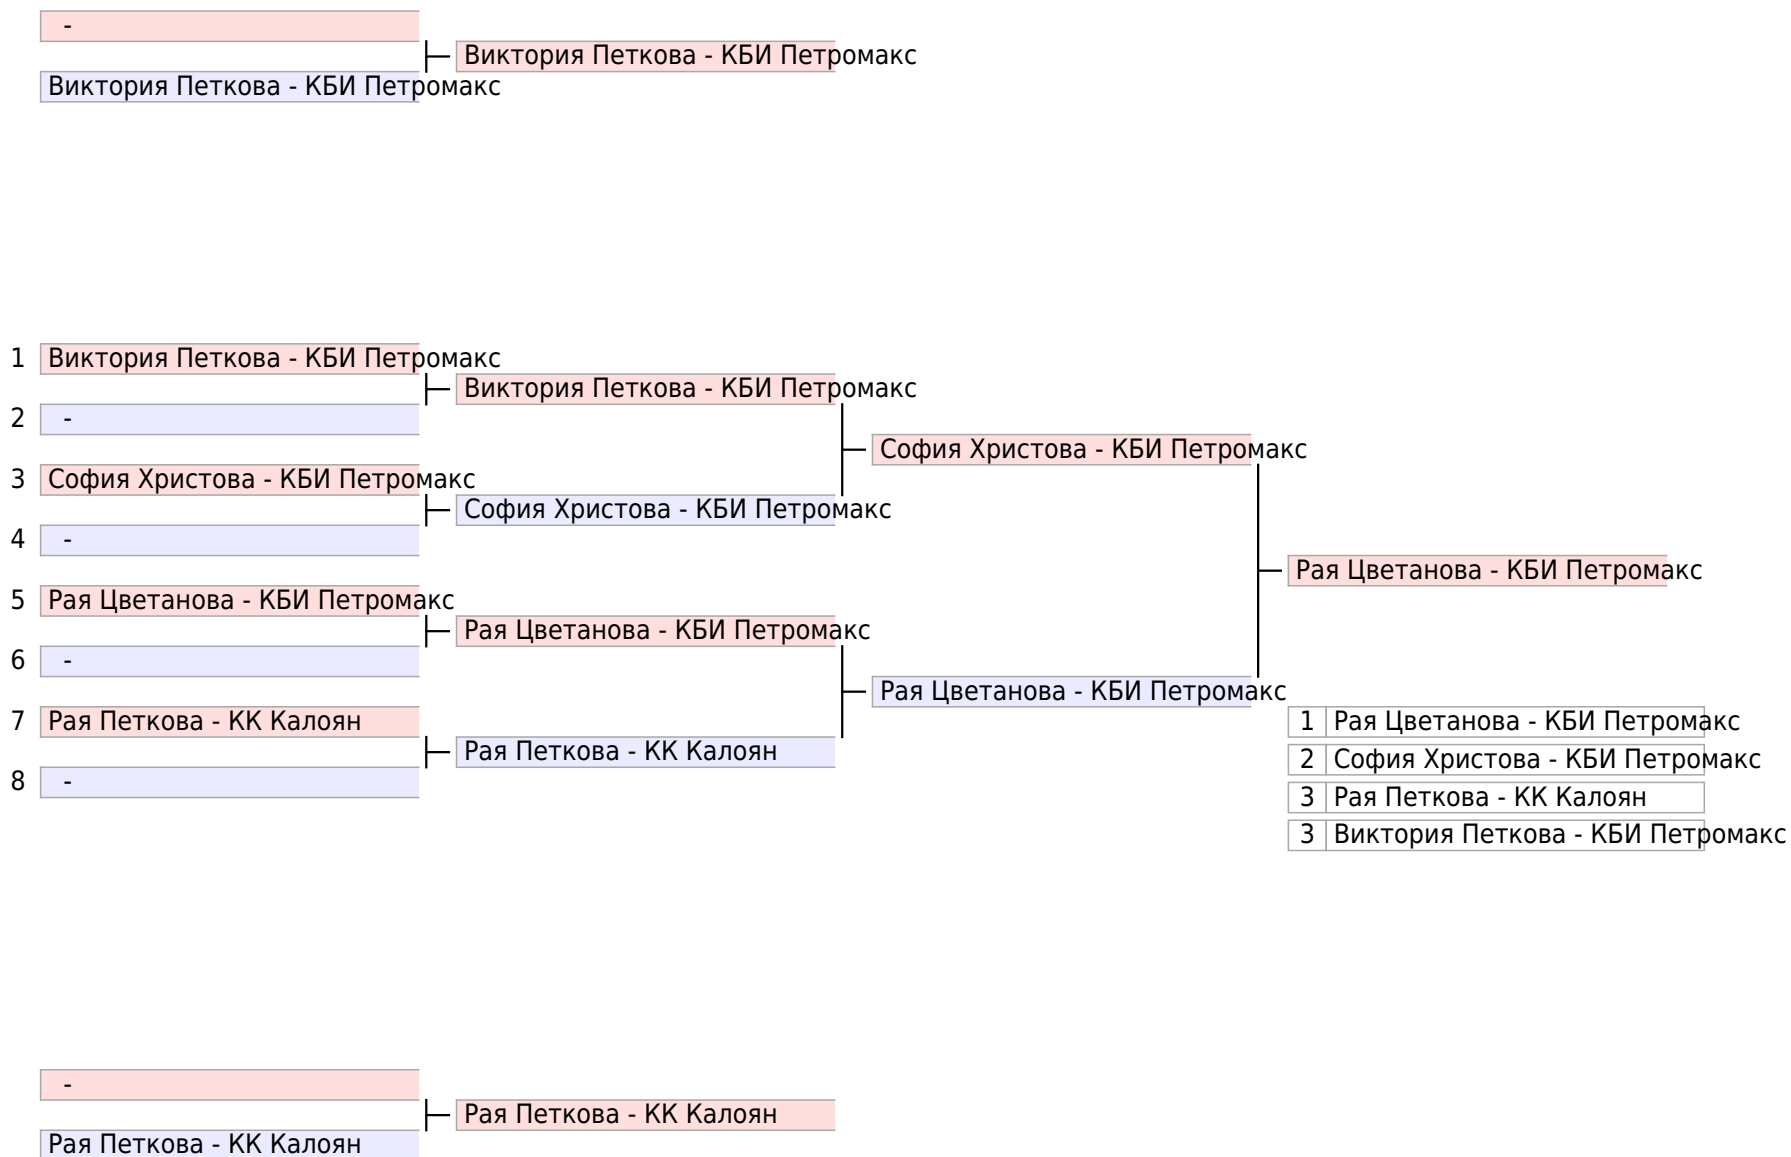 -
Виктория Петкова - КБИ Петромакс
Виктория Петкова - КБИ Петромакс
1 Виктория Петкова - КБИ Петромакс
Виктория Петкова - КБИ Петромакс
2 -
София Христова - КБИ Петромакс
3 София Христова - КБИ Петромакс
София Христова - КБИ Петромакс
4 -
Рая Цветанова - КБИ Петромакс
5 Рая Цветанова - КБИ Петромакс
Рая Цветанова - КБИ Петромакс
6 -
Рая Цветанова - КБИ Петромакс
7 Рая Петкова - КК Калоян
1 Рая Цветанова - КБИ Петромакс
Рая Петкова - КК Калоян
2 София Христова - КБИ Петромакс
8 -
3 Рая Петкова - КК Калоян
3 Виктория Петкова - КБИ Петромакс
-
Рая Петкова - КК Калоян
Рая Петкова - КК Калоян